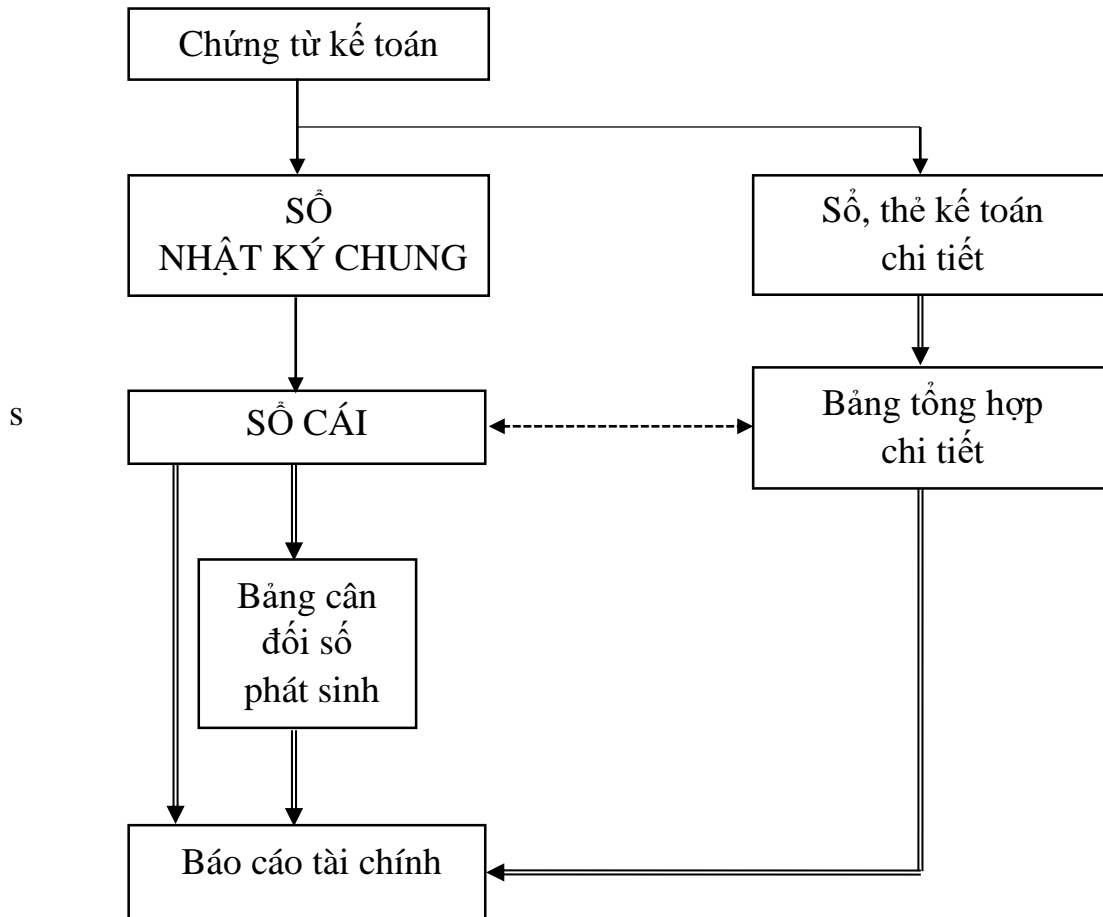 Chứng từ kế toán
SỔ
NHẬT KÝ CHUNG
Sổ, thẻ kế toán
chi tiết
s
SỔ CÁI
Bảng tổng hợp
chi tiết
Bảng cân
đối số
phát sinh
Báo cáo tài chính